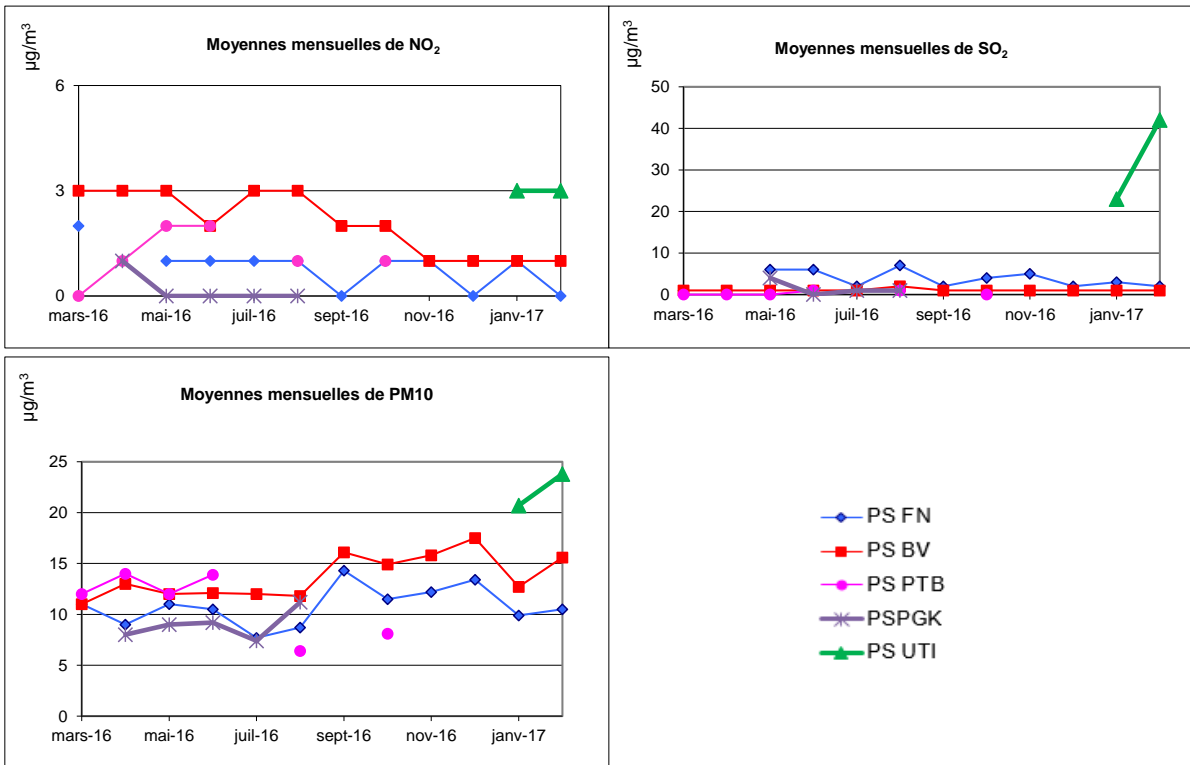 Moyennes mensuelles de NO₂
µg/m³
6
3
0
mars-16 mai-16 juil-16 sept-16 nov-16 janv-17
Moyennes mensuelles de SO₂
µg/m³
50
40
30
20
10
0
mars-16 mai-16 juil-16 sept-16 nov-16 janv-17
Moyennes mensuelles de PM10
µg/m³
25
20
15
10
5
0
mars-16 mai-16 juil-16 sept-16 nov-16 janv-17
PS FN
PS BV
PS PTB
PSPGK
PS UTI